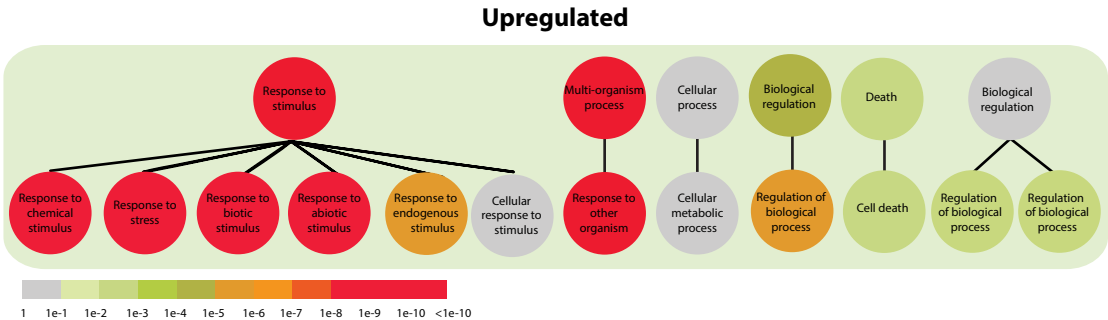 Upregulated
Response to
stimulus
Multi-organism
process
Cellular
process
Biological
regulation
Death
Biological
regulation
Response to
chemical
stimulus
Response to
stress
Response to
biotic
stimulus
Response to
abiotic
stimulus
Response to
endogenous
stimulus
Cellular
response to
stimulus
Response to
other
organism
Cellular
metabolic
process
Regulation of
biological
process
Cell death
Regulation
of biological
process
Regulation
of biological
process
1 1e-1 1e-2 1e-3 1e-4 1e-5 1e-6 1e-7 1e-8 1e-9 1e-10 <1e-10